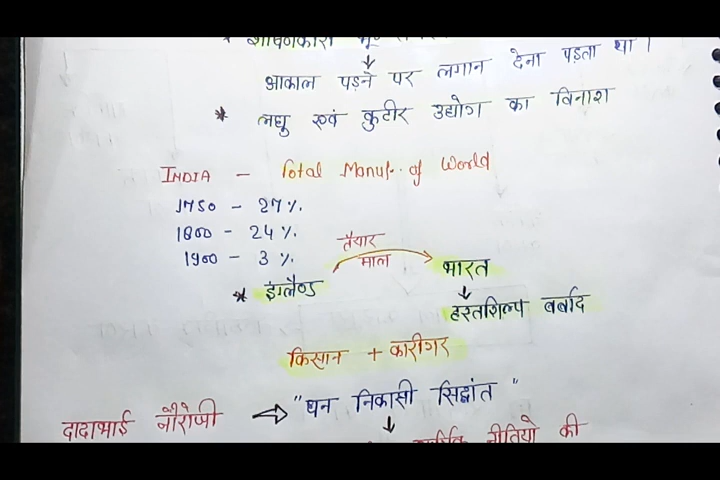 * शोषणकारी भू
अकाल पड़ने पर लगान देना पड़ता था।
* लघु एवं कुटीर उद्योग का विनाश
INDIA - Total Manuf. of World
1750 - 27%.
1800 - 24%.
1900 - 3%.
तैयार माल
* इंग्लैण्ड भारत
हस्तशिल्प बर्बाद
किसान + कारीगर
दादाभाई नौरोजी ⇒ "धन निकासी सिद्धांत"
नीतियो की